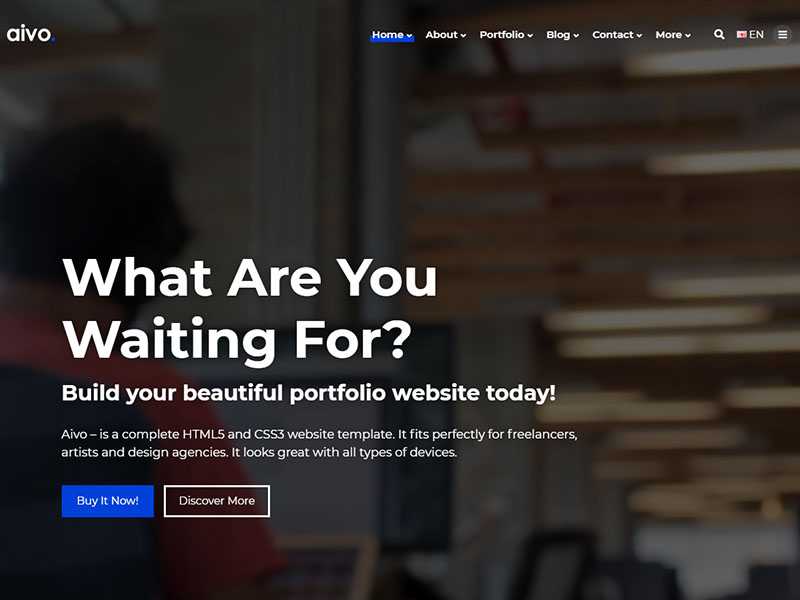 aivo.
Home About Portfolio Blog Contact More EN
What Are You
Waiting For?
Build your beautiful portfolio website today!
Aivo – is a complete HTML5 and CSS3 website template. It fits perfectly for freelancers,
artists and design agencies. It looks great with all types of devices.
Buy It Now! Discover More